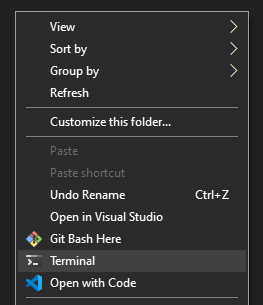 View
Sort by
Group by
Refresh
Customize this folder...
Paste
Paste shortcut
Undo Rename Ctrl+Z
Open in Visual Studio
Git Bash Here
Terminal
Open with Code